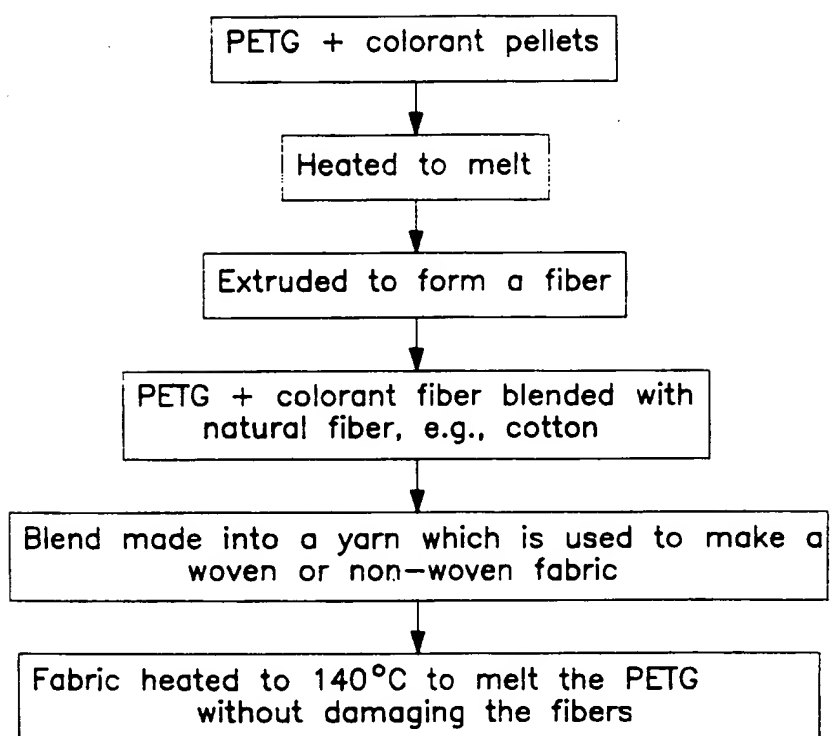 PETG + colorant pellets
Heated to melt
Extruded to form a fiber
PETG + colorant fiber blended with
natural fiber, e.g., cotton
Blend made into a yarn which is used to make a
woven or non-woven fabric
Fabric heated to 140°C to melt the PETG
without damaging the fibers